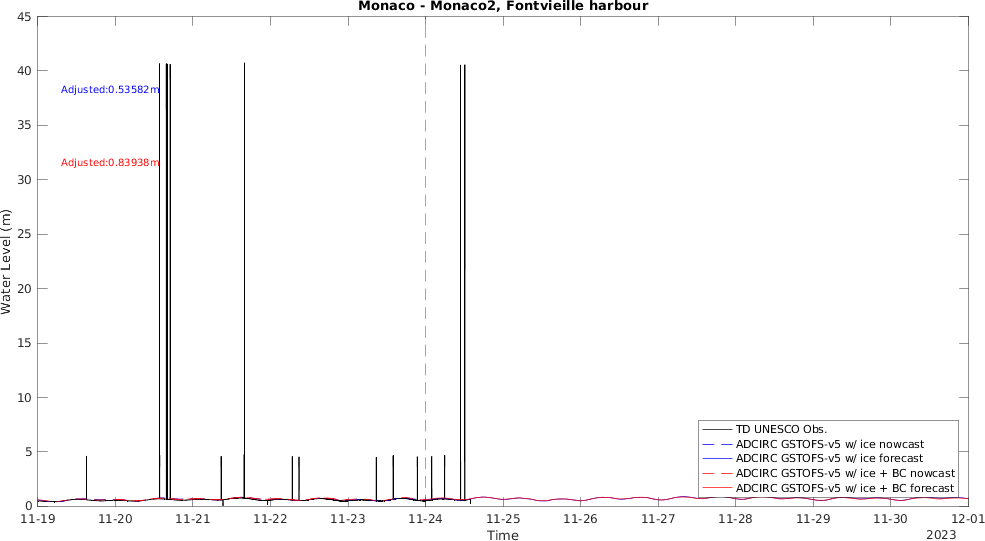 Monaco - Monaco2, Fontvieille harbour
45
40
35
30
25
20
15
10
5
0
Water Level (m)
Adjusted:0.53582m
Adjusted:0.83938m
TD UNESCO Obs.
ADCIRC GSTOFS-v5 w/ ice nowcast
ADCIRC GSTOFS-v5 w/ ice forecast
ADCIRC GSTOFS-v5 w/ ice + BC nowcast
ADCIRC GSTOFS-v5 w/ ice + BC forecast
11-19 11-20 11-21 11-22 11-23 11-24 11-25 11-26 11-27 11-28 11-29 11-30 12-01
Time
2023